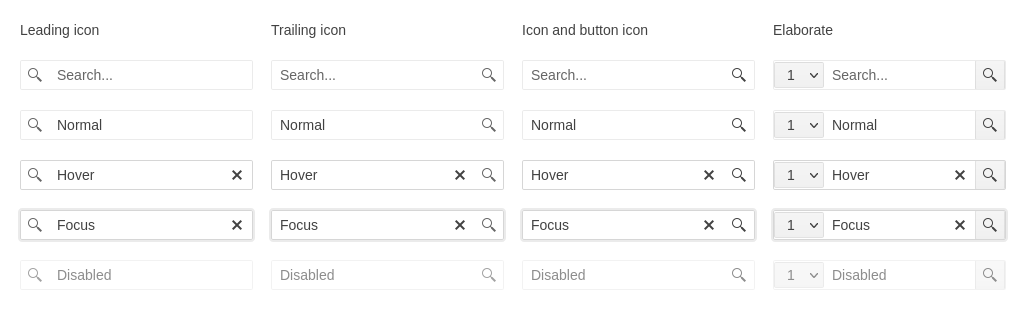 Leading icon Trailing icon Icon and button icon Elaborate
Search... Search... Search... 1 Search...
Normal Normal Normal 1 Normal
Hover Hover Hover 1 Hover
Focus Focus Focus 1 Focus
Disabled Disabled Disabled 1 Disabled